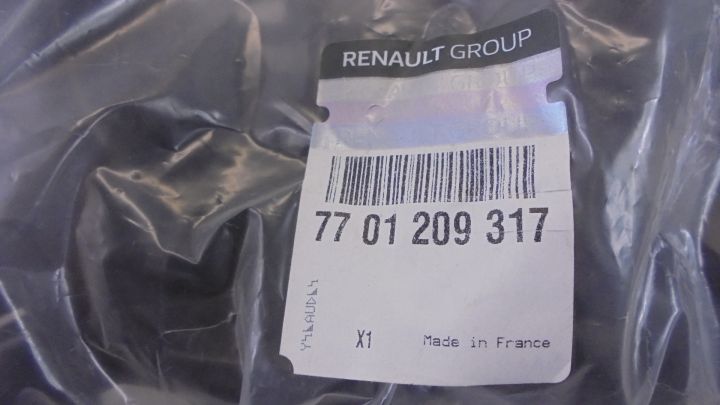 RENAULT GROUP
77 01 209 317
X1
Made in France